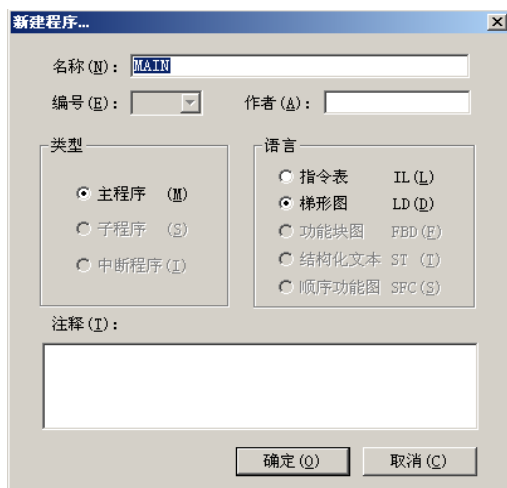 新建程序...
名称(N): MAIN
编号(E): 作者(A):
类型 语言
主程序 (M)
子程序 (S)
中断程序(I)
指令表 IL(L)
梯形图 LD(D)
功能块图 FBD(F)
结构化文本 ST (T)
顺序功能图 SFC(S)
注释(T):
确定(O) 取消(C)